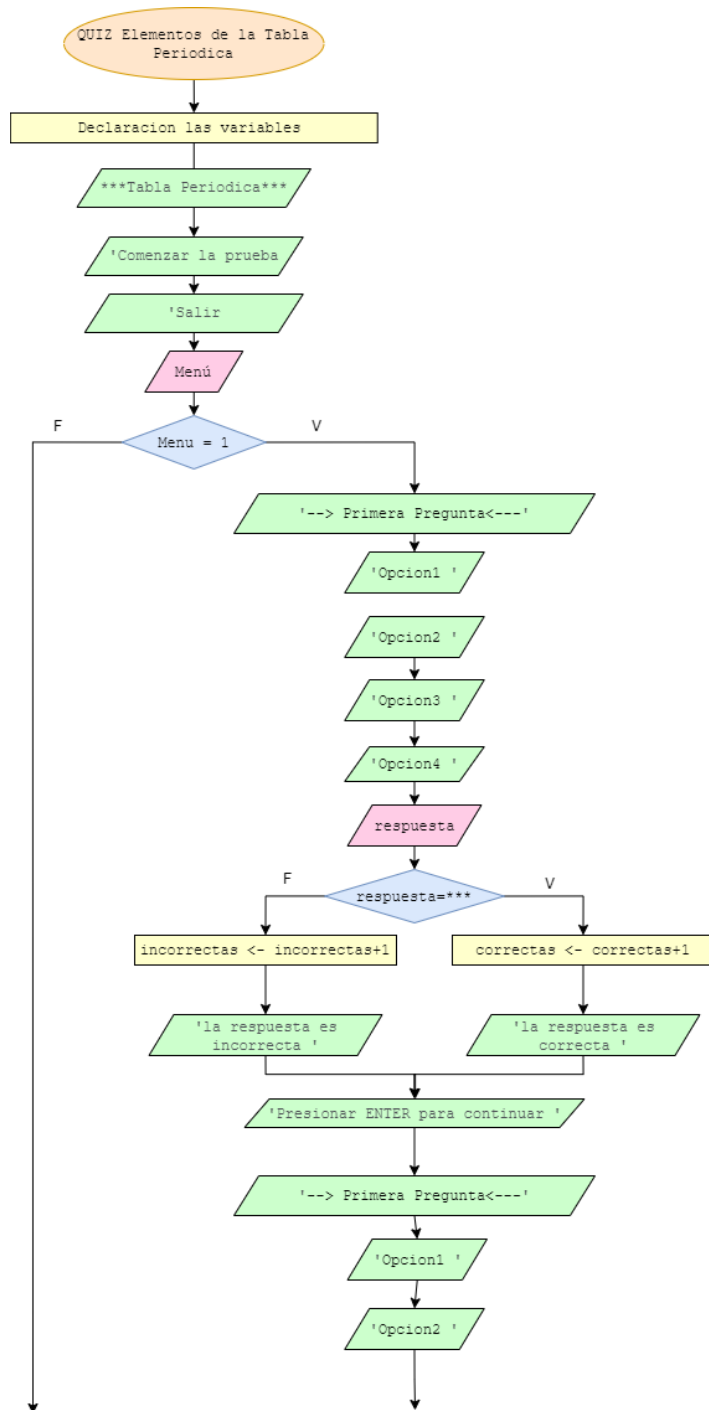 QUIZ Elementos de la Tabla
Periodica
Declaracion las variables
***Tabla Periodica***
'Comenzar la prueba
'Salir
Menú
F
V
Menu = 1
'--> Primera Pregunta<---'
'Opcion1 '
'Opcion2 '
'Opcion3 '
'Opcion4 '
respuesta
F
V
respuesta=***
incorrectas <- incorrectas+1
correctas <- correctas+1
'la respuesta es
incorrecta '
'la respuesta es
correcta '
'Presionar ENTER para continuar '
'--> Primera Pregunta<---'
'Opcion1 '
'Opcion2 '